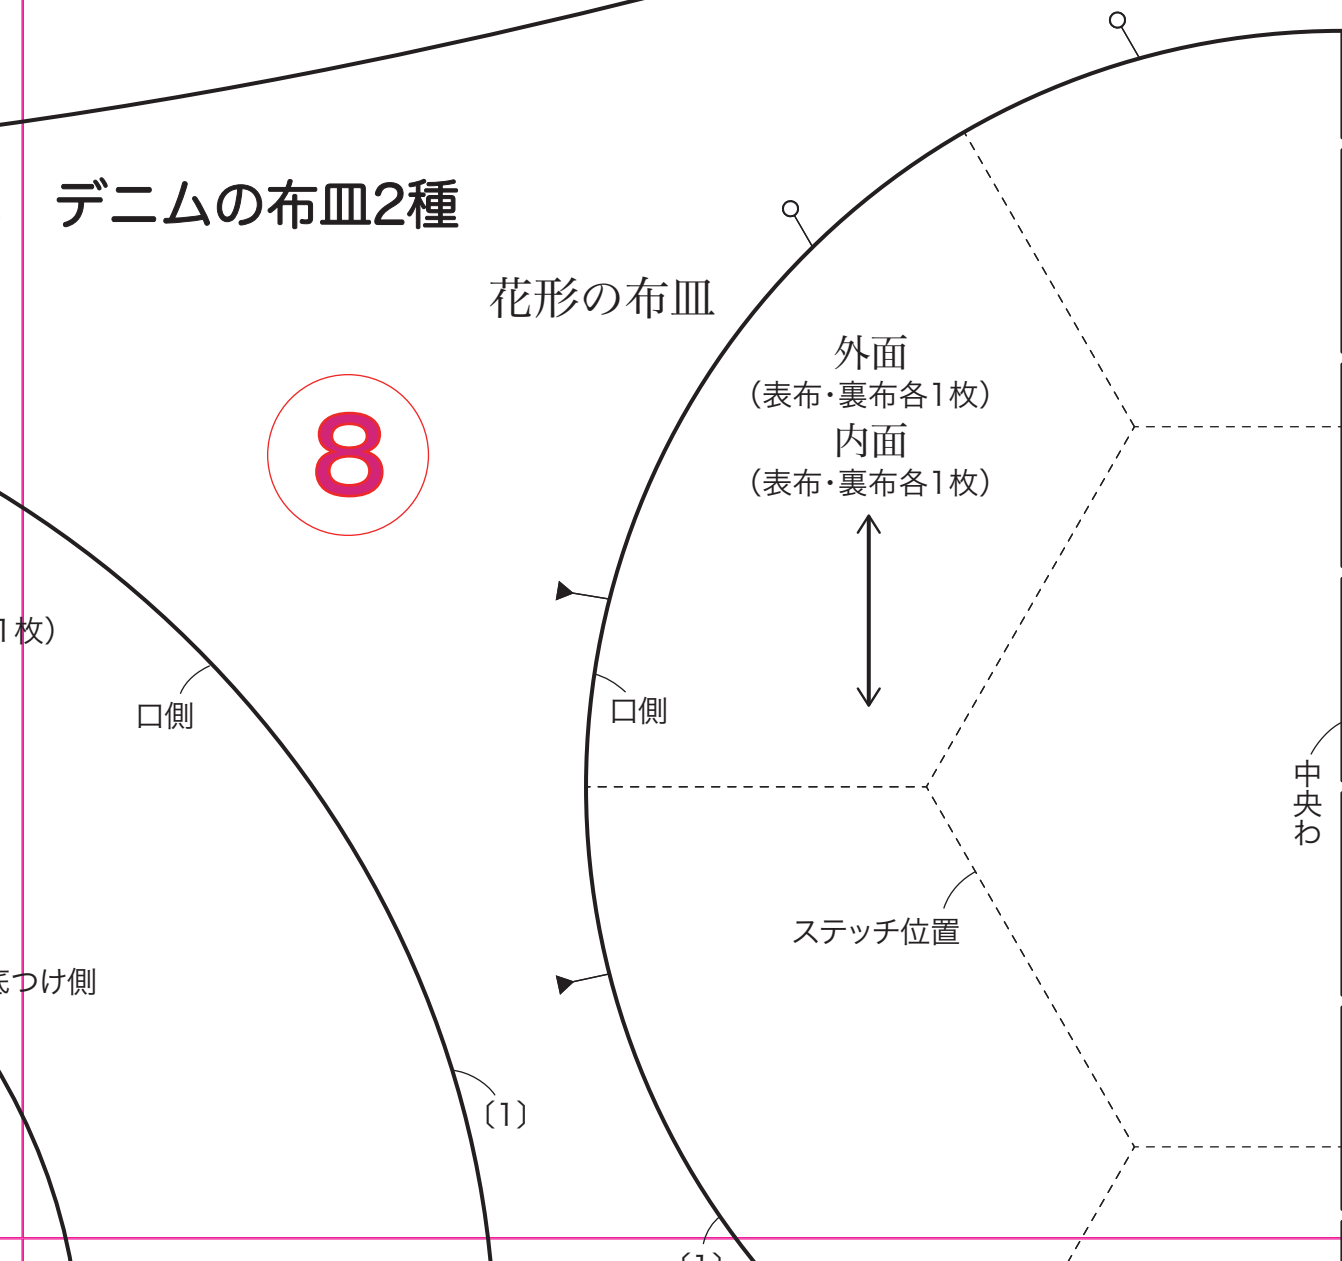 デニムの布皿2種
花形の布皿
8
外面
（表布・裏布各1枚）
内面
（表布・裏布各1枚）
1枚）
口側
口側
中央わ
ステッチ位置
底つけ側
〔1〕
〔1〕